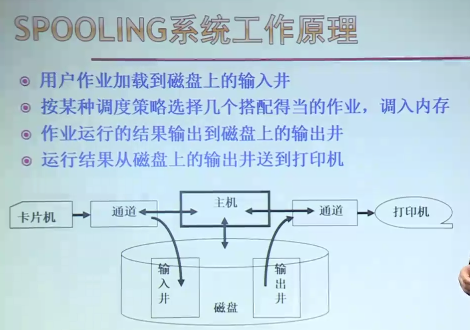 SPOOLING系统工作原理
用户作业加载到磁盘上的输入井
按某种调度策略选择几个搭配得当的作业，调入内存
作业运行的结果输出到磁盘上的输出井
运行结果从磁盘上的输出井送到打印机
卡片机
通道
主机
通道
打印机
输入井
磁盘
输出井